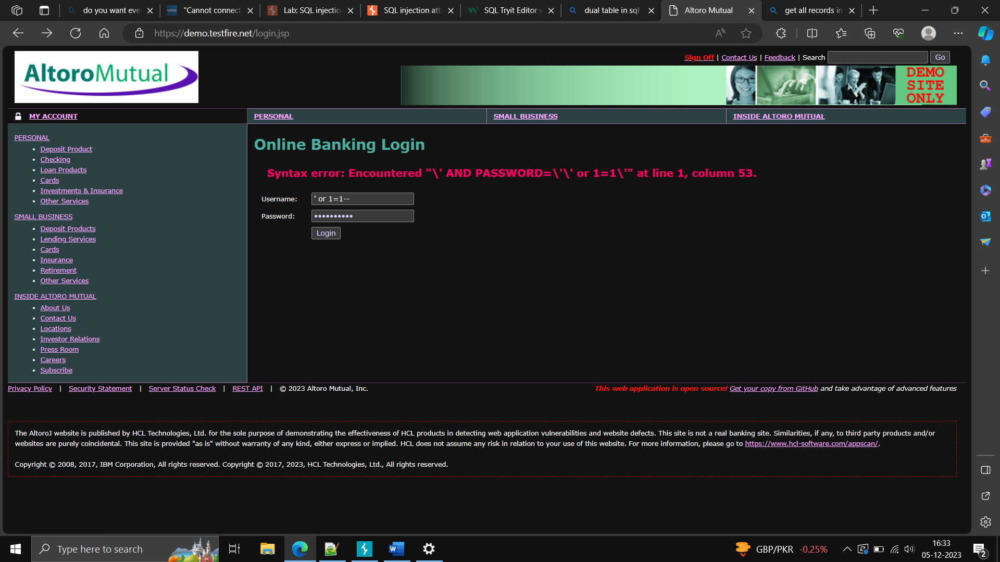 do you want eve
"Cannot connect
Lab: SQL injectio
SQL injection att
SQL Tryit Editor v
dual table in sql
Altoro Mutual
get all records in
https://demo.testfire.net/login.jsp
AltoroMutual
Sign Off | Contact Us | Feedback | Search Go
DEMO
SITE
ONLY
MY ACCOUNT
PERSONAL
SMALL BUSINESS
INSIDE ALTORO MUTUAL
PERSONAL
Deposit Product
Checking
Loan Products
Cards
Investments & Insurance
Other Services
SMALL BUSINESS
Deposit Products
Lending Services
Cards
Insurance
Retirement
Other Services
INSIDE ALTORO MUTUAL
About Us
Contact Us
Locations
Investor Relations
Press Room
Careers
Subscribe
Online Banking Login
Syntax error: Encountered "\' AND PASSWORD=\'\' or 1=1\'" at line 1, column 53.
Username: ' or 1=1--
Password: ••••••••••
Login
Privacy Policy | Security Statement | Server Status Check | REST API | © 2023 Altoro Mutual, Inc.
This web application is open source! Get your copy from GitHub and take advantage of advanced features
The AltoroJ website is published by HCL Technologies, Ltd. for the sole purpose of demonstrating the effectiveness of HCL products in detecting web application vulnerabilities and website defects. This site is not a real banking site. Similarities, if any, to third party products and/or
websites are purely coincidental. This site is provided "as is" without warranty of any kind, either express or implied. HCL does not assume any risk in relation to your use of this website. For more information, please go to https://www.hcl-software.com/appscan/.
Copyright © 2008, 2017, IBM Corporation, All rights reserved. Copyright © 2017, 2023, HCL Technologies, Ltd., All rights reserved.
Type here to search
GBP/PKR -0.25%
16:33
05-12-2023
2